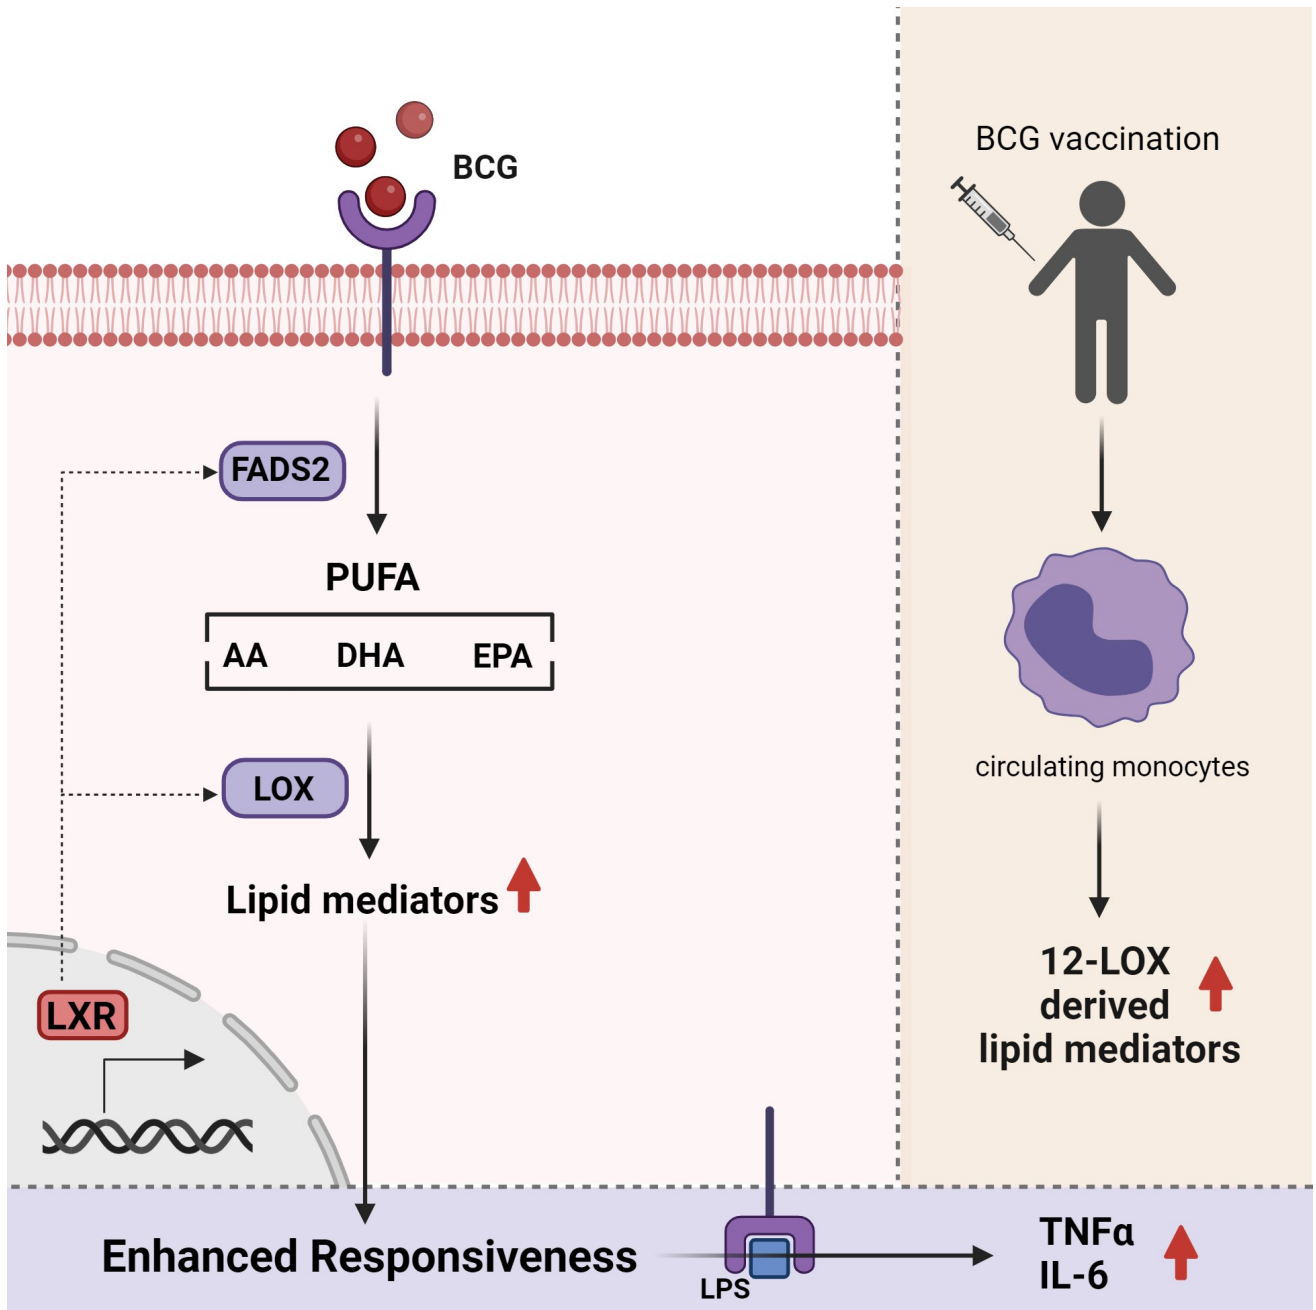 BCG
FADS2
PUFA
AA DHA EPA
LOX
Lipid mediators
LXR
BCG vaccination
circulating monocytes
12-LOX
derived
lipid mediators
Enhanced Responsiveness
LPS
TNFα
IL-6